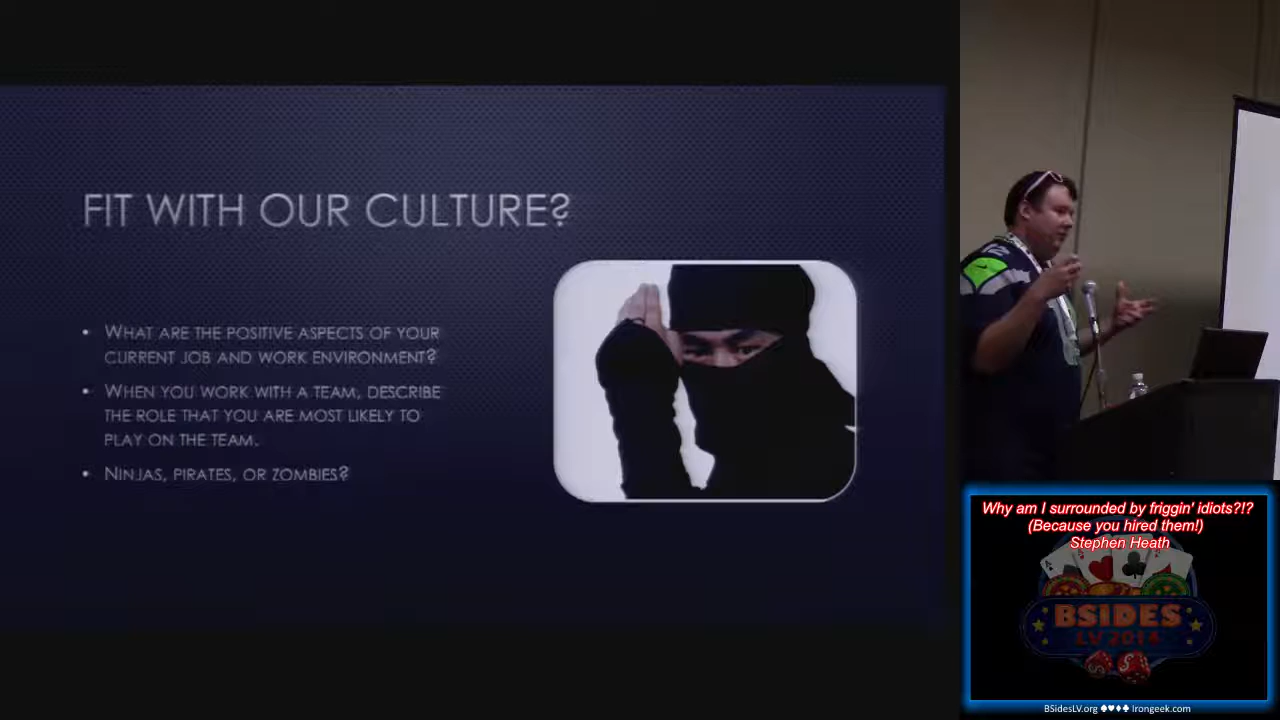 FIT WITH OUR CULTURE?
• WHAT ARE THE POSITIVE ASPECTS OF YOUR
CURRENT JOB AND WORK ENVIRONMENT?
• WHEN YOU WORK WITH A TEAM, DESCRIBE
THE ROLE THAT YOU ARE MOST LIKELY TO
PLAY ON THE TEAM.
• NINJAS, PIRATES, OR ZOMBIES?
12
Why am I surrounded by friggin' idiots?!?
(Because you hired them!)
Stephen Heath
BSIDES
LV 2014
BSidesLV.org ♠♥♦♣ Irongeek.com